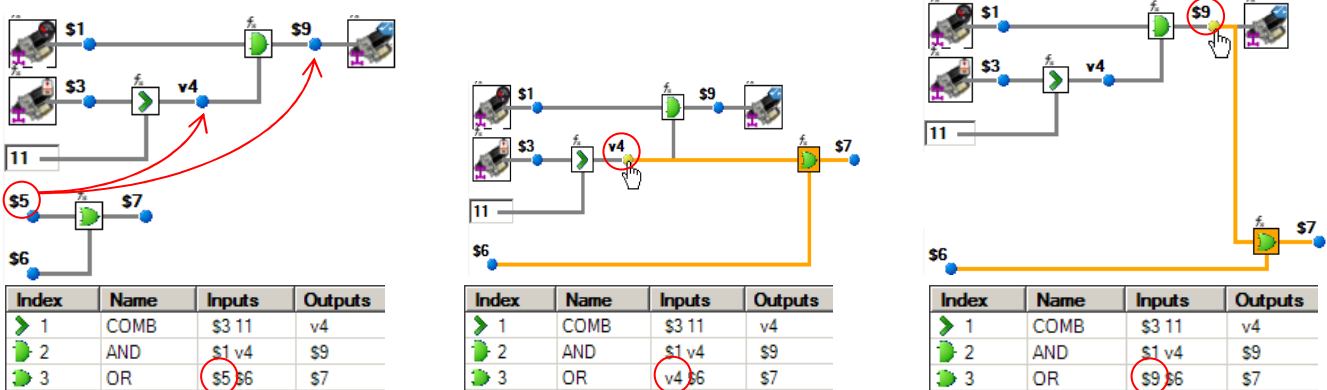 $1
$9
$3
v4
11
$5
$7
$6
Index Name Inputs Outputs
1 COMB $3 11 v4
2 AND $1 v4 $9
3 OR $5 $6 $7
$1
$9
$3
v4
$7
11
$6
Index Name Inputs Outputs
1 COMB $3 11 v4
2 AND $1 v4 $9
3 OR v4 $6 $7
$1
$9
$3
v4
11
$7
$6
Index Name Inputs Outputs
1 COMB $3 11 v4
2 AND $1 v4 $9
3 OR $9 $6 $7